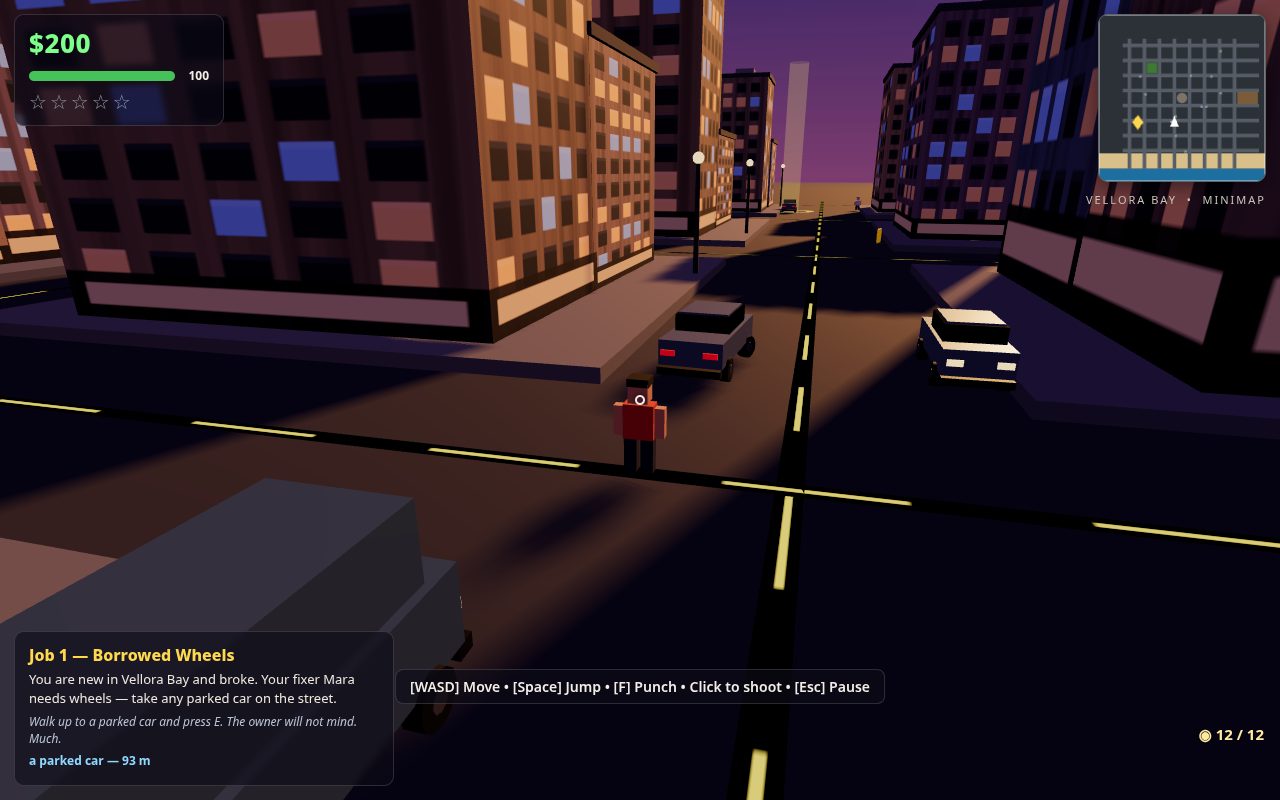 $200
100
VELLORA BAY • MINIMAP
Job 1 — Borrowed Wheels
You are new in Vellora Bay and broke. Your fixer Mara
needs wheels — take any parked car on the street.
Walk up to a parked car and press E. The owner will not mind.
Much.
a parked car — 93 m
[WASD] Move • [Space] Jump • [F] Punch • Click to shoot • [Esc] Pause
◉ 12 / 12